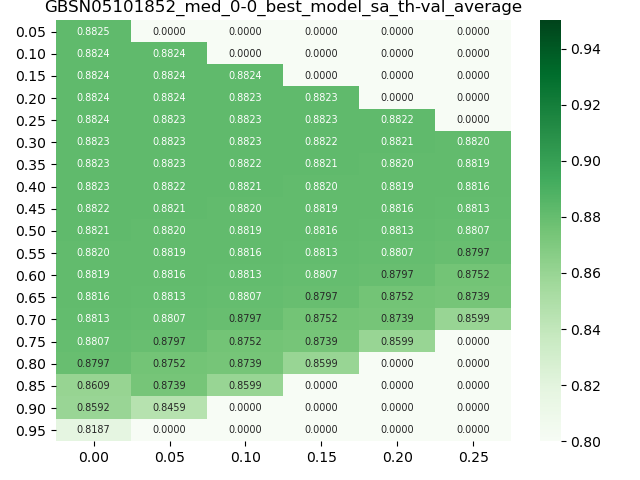 GBSN05101852_med_0-0_best_model_sa_th-val_average
0.05 0.8825 0.0000 0.0000 0.0000 0.0000 0.0000
0.10 0.8824 0.8824 0.0000 0.0000 0.0000 0.0000 0.94
0.15 0.8824 0.8824 0.8824 0.0000 0.0000 0.0000
0.20 0.8824 0.8824 0.8823 0.8823 0.0000 0.0000 0.92
0.25 0.8824 0.8823 0.8823 0.8823 0.8822 0.0000
0.30 0.8823 0.8823 0.8823 0.8822 0.8821 0.8820
0.35 0.8823 0.8823 0.8822 0.8821 0.8820 0.8819 0.90
0.40 0.8823 0.8822 0.8821 0.8820 0.8819 0.8816
0.45 0.8822 0.8821 0.8820 0.8819 0.8816 0.8813
0.50 0.8821 0.8820 0.8819 0.8816 0.8813 0.8807 0.88
0.55 0.8820 0.8819 0.8816 0.8813 0.8807 0.8797
0.60 0.8819 0.8816 0.8813 0.8807 0.8797 0.8752 0.86
0.65 0.8816 0.8813 0.8807 0.8797 0.8752 0.8739
0.70 0.8813 0.8807 0.8797 0.8752 0.8739 0.8599
0.75 0.8807 0.8797 0.8752 0.8739 0.8599 0.0000 0.84
0.80 0.8797 0.8752 0.8739 0.8599 0.0000 0.0000
0.85 0.8609 0.8739 0.8599 0.0000 0.0000 0.0000 0.82
0.90 0.8592 0.8459 0.0000 0.0000 0.0000 0.0000
0.95 0.8187 0.0000 0.0000 0.0000 0.0000 0.0000 0.80
0.00 0.05 0.10 0.15 0.20 0.25